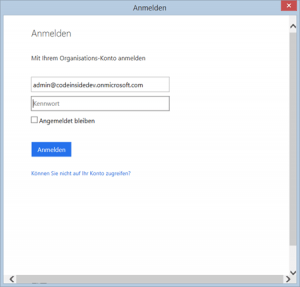 Anmelden
Anmelden
Mit Ihrem Organisations-Konto anmelden
admin@codeinsidedev.onmicrosoft.com
Kennwort
Angemeldet bleiben
Anmelden
Können Sie nicht auf Ihr Konto zugreifen?